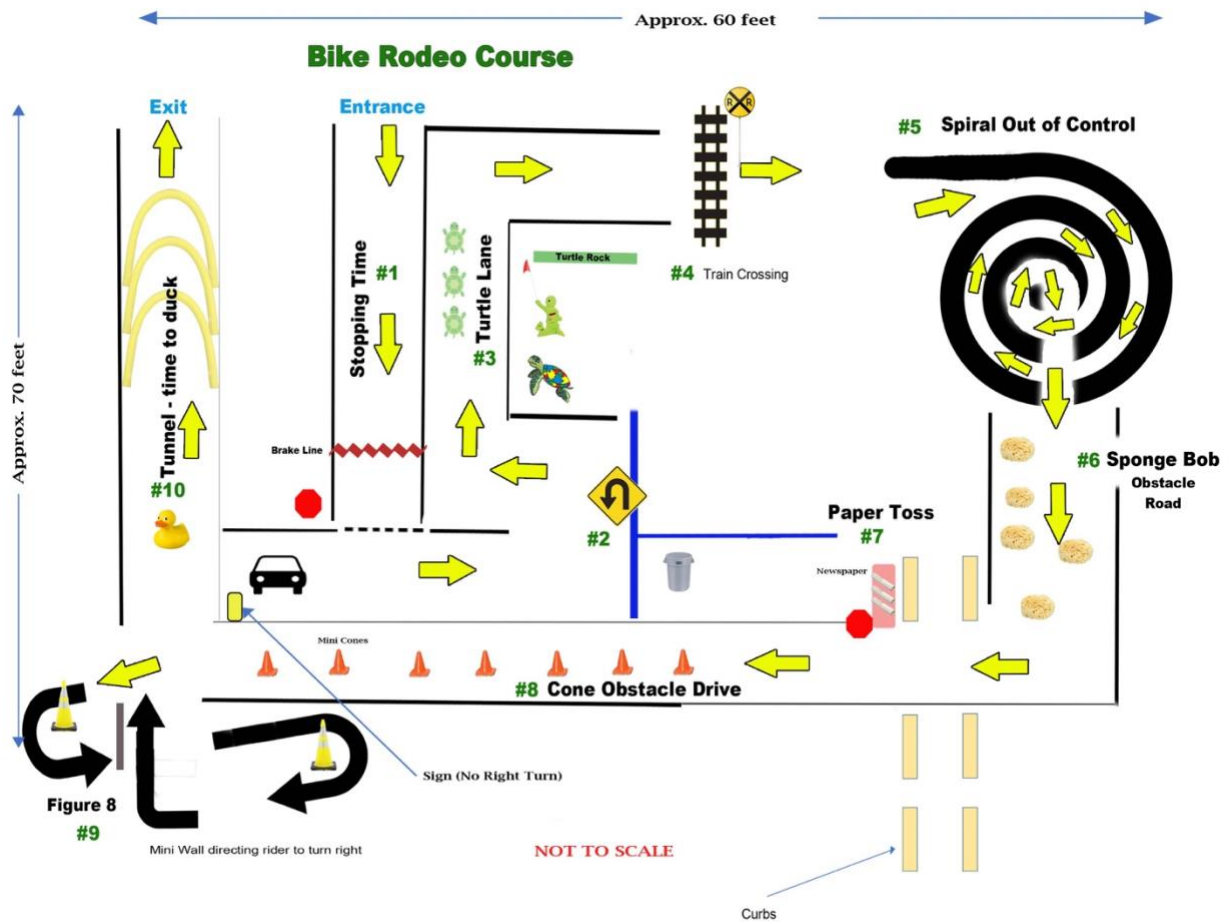 Approx. 60 feet
Bike Rodeo Course
Exit
Entrance
R R
#5 Spiral Out of Control
Approx. 70 feet
Stopping Time
#1
Turtle Lane
#3
Turtle Rock
#4 Train Crossing
Tunnel - time to duck
#10
Brake Line
#2
Paper Toss
#7
Newspaper
#6 Sponge Bob
Obstacle
Road
Mini Cones
#8 Cone Obstacle Drive
Sign (No Right Turn)
Figure 8
#9
Mini Wall directing rider to turn right
NOT TO SCALE
Curbs